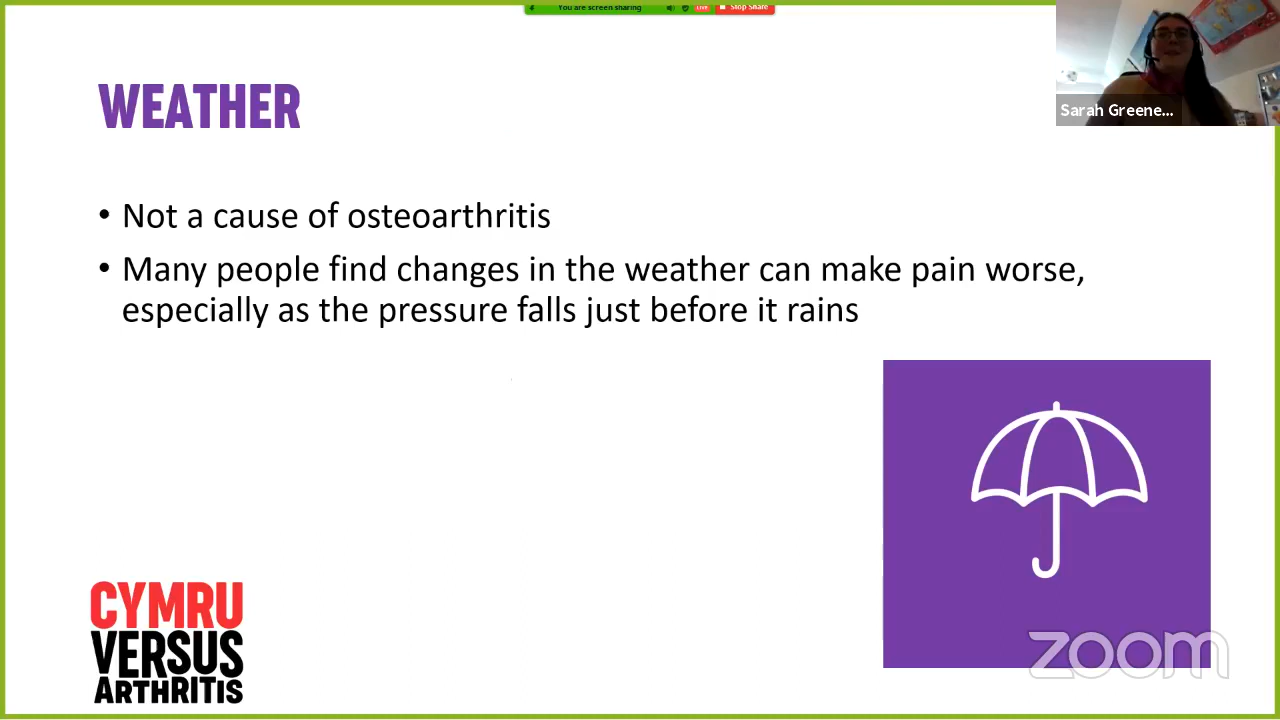 You are screen sharing
LIVE
Stop Share
Sarah Greene...
WEATHER
• Not a cause of osteoarthritis
• Many people find changes in the weather can make pain worse,
especially as the pressure falls just before it rains
CYMRU
VERSUS
ARTHRITIS
zoom